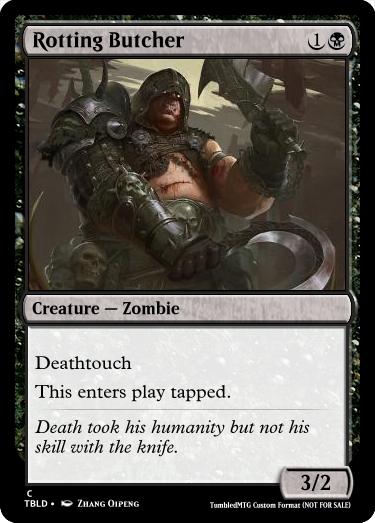 Rotting Butcher 1
Creature — Zombie
Deathtouch
This enters play tapped.
Death took his humanity but not his
skill with the knife.
3/2
C
TBLD • Zhang Qipeng
TumbledMTG Custom Format (NOT FOR SALE)